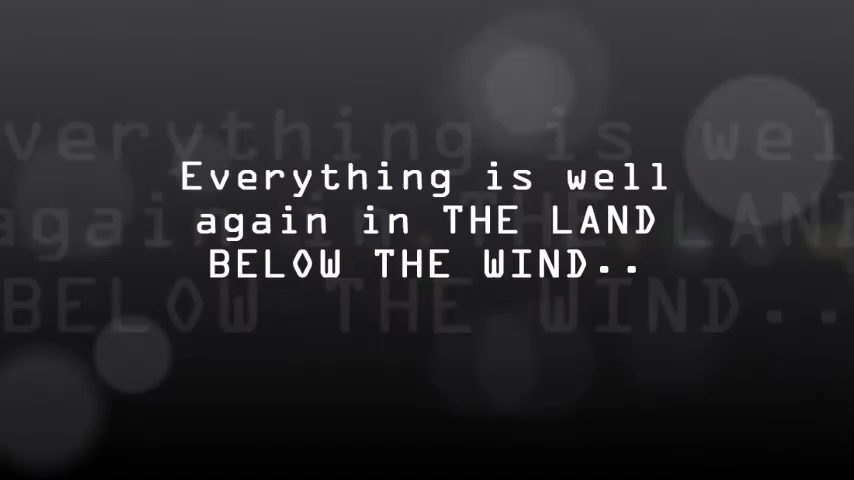 Everything is well
again in THE LAND
BELOW THE WIND..